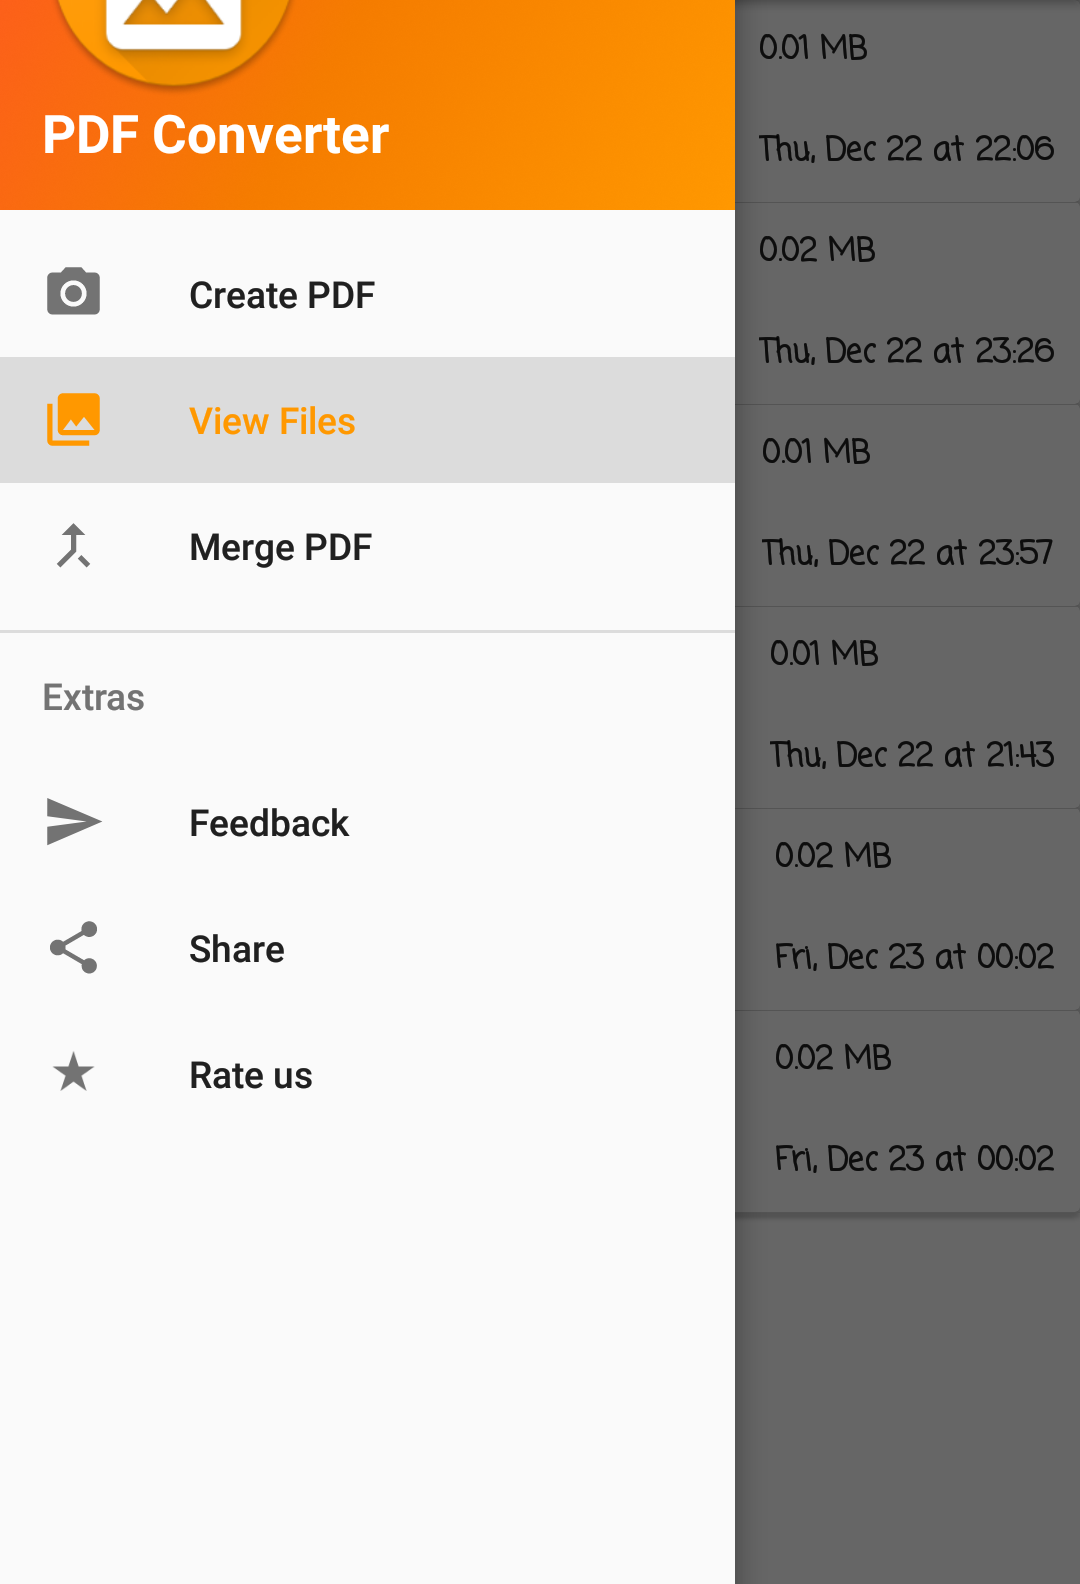 PDF Converter
Create PDF
View Files
Merge PDF
Extras
Feedback
Share
Rate us
0.01 MB
Thu, Dec 22 at 22:06
0.02 MB
Thu, Dec 22 at 23:26
0.01 MB
Thu, Dec 22 at 23:57
0.01 MB
Thu, Dec 22 at 21:43
0.02 MB
Fri, Dec 23 at 00:02
0.02 MB
Fri, Dec 23 at 00:02